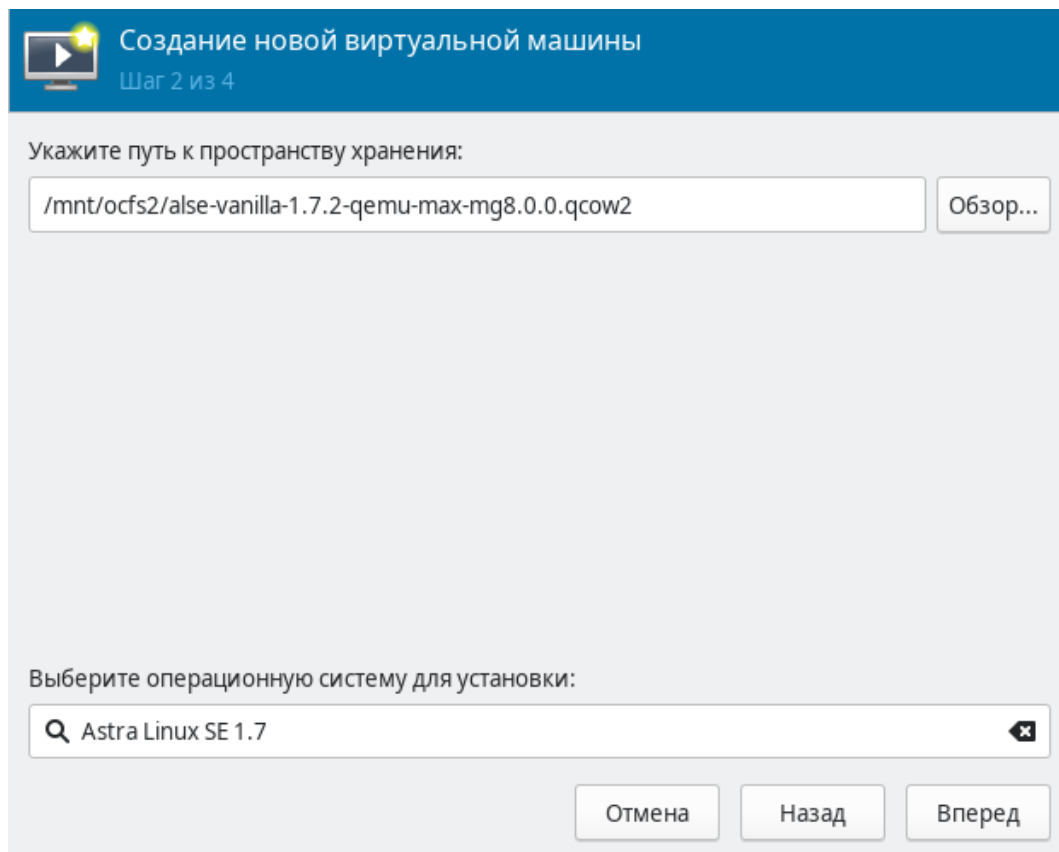 Создание новой виртуальной машины
Шаг 2 из 4
Укажите путь к пространству хранения:
/mnt/ocfs2/alse-vanilla-1.7.2-qemu-max-mg8.0.0.qcow2 Обзор...
Выберите операционную систему для установки:
Astra Linux SE 1.7
Отмена Назад Вперед